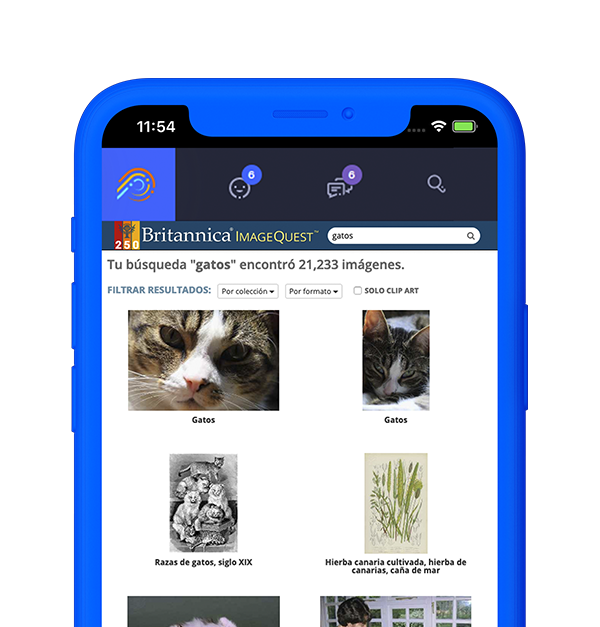 11:54
6
6
250
Britannica® IMAGEQUEST™
gatos
Tu búsqueda "gatos" encontró 21,233 imágenes.
FILTRAR RESULTADOS: Por colección Por formato SOLO CLIP ART
Gatos
Gatos
Razas de gatos, siglo XIX
Hierba canaria cultivada, hierba de
canarias, caña de mar